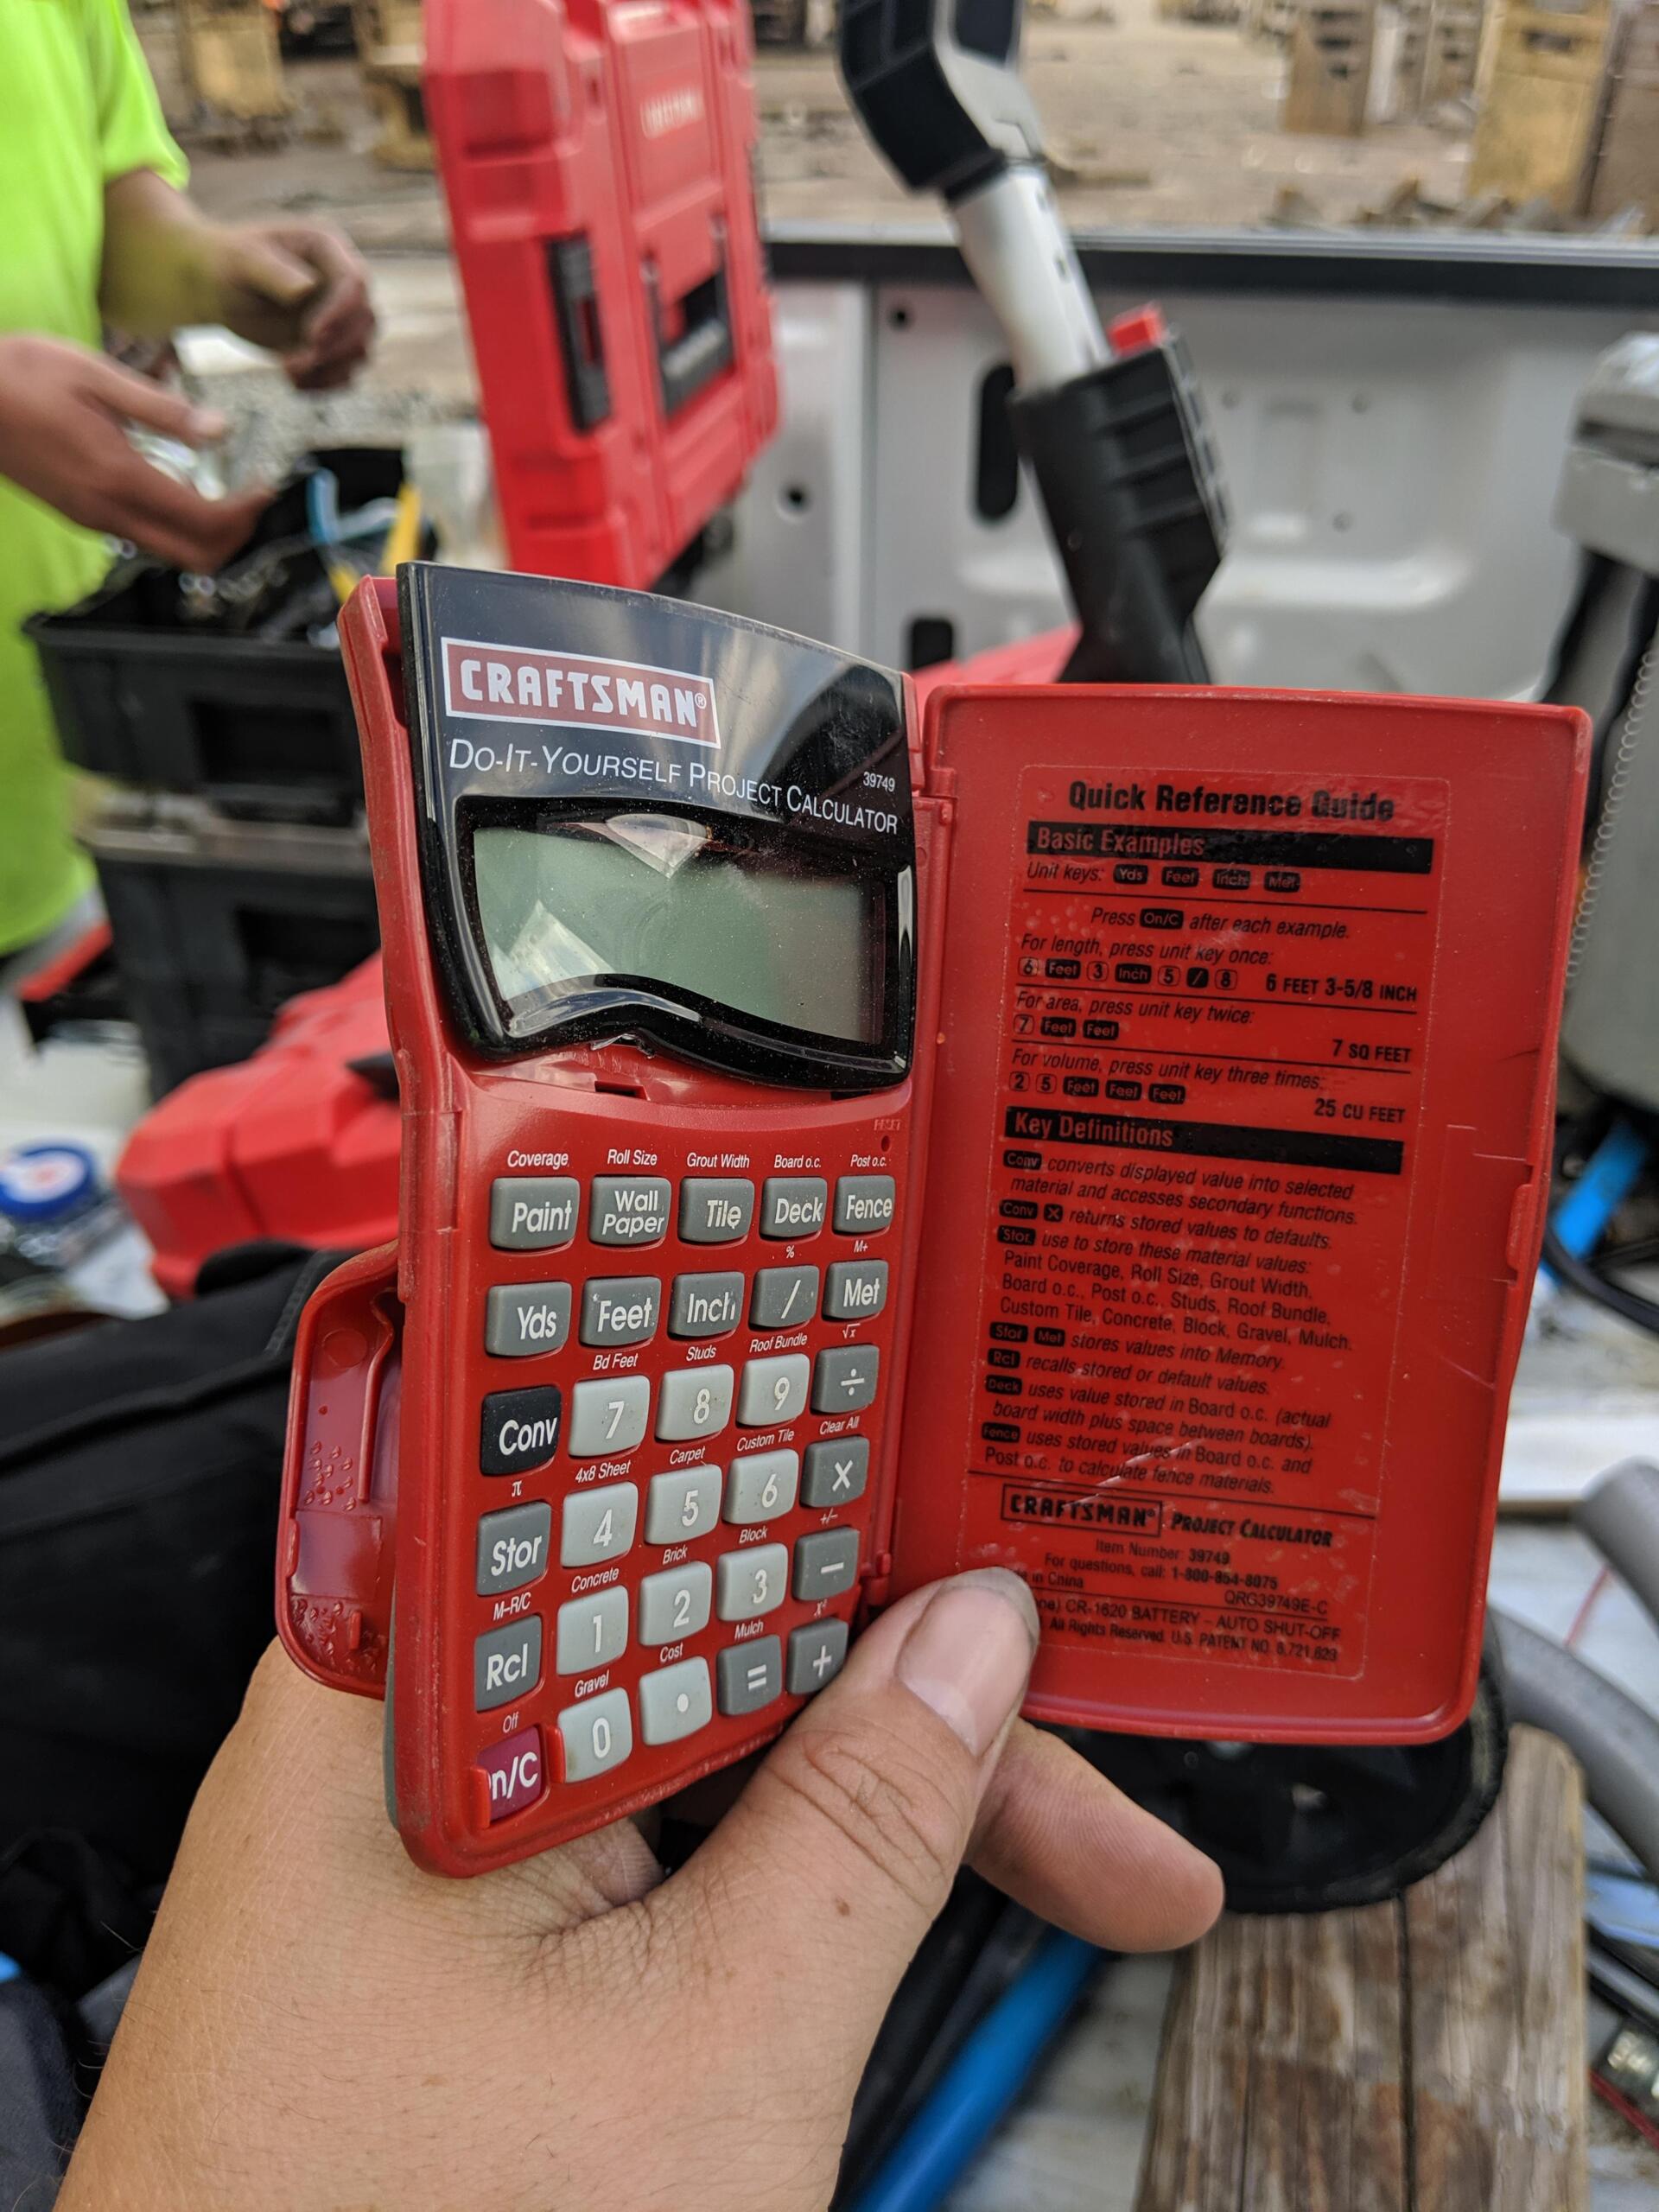 CRAFTSMAN®
DO-IT-YOURSELF PROJECT CALCULATOR
39749
RESET
Coverage Roll Size Grout Width Board o.c. Post o.c.
Paint Wall Paper Tile Deck Fence
% M+
Yds Feet Inch / Met
Bd Feet Studs Roof Bundle √x
Conv 7 8 9 ÷
π 4x8 Sheet Carpet Custom Tile Clear All
Stor 4 5 6 X
M-R/C Concrete Brick Block +/-
Rcl 1 2 3 −
Off Gravel Cost Mulch x²
n/C 0 • = +
Quick Reference Guide
Basic Examples
Unit keys: Yds Feet Inch Met
Press On/C after each example.
For length, press unit key once:
6 Feet 3 Inch 5 / 8 6 FEET 3-5/8 INCH
For area, press unit key twice:
7 Feet Feet
7 SQ FEET
For volume, press unit key three times:
2 5 Feet Feet Feet
25 CU FEET
Key Definitions
Conv converts displayed value into selected
material and accesses secondary functions.
Conv X returns stored values to defaults.
Stor use to store these material values:
Paint Coverage, Roll Size, Grout Width,
Board o.c., Post o.c., Studs, Roof Bundle,
Custom Tile, Concrete, Block, Gravel, Mulch.
Stor Met stores values into Memory.
Rcl recalls stored or default values.
Deck uses value stored in Board o.c. (actual
board width plus space between boards).
Fence uses stored values in Board o.c. and
Post o.c. to calculate fence materials.
CRAFTSMAN® PROJECT CALCULATOR
Item Number: 39749
For questions, call: 1-800-854-8075
in China
QRG39749E-C
CR-1620 BATTERY – AUTO SHUT-OFF
All Rights Reserved. U.S. PATENT NO. 6,721,623